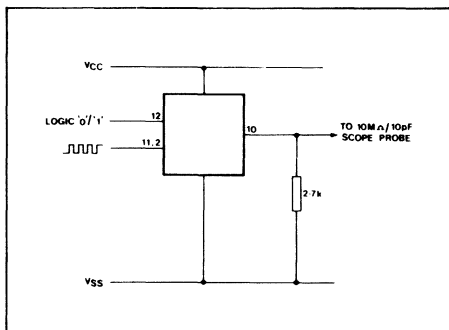 VCC
LOGIC '0'/'1'
12
10
TO 10MΩ/10pF
SCOPE PROBE
11,2
2·7k
VSS